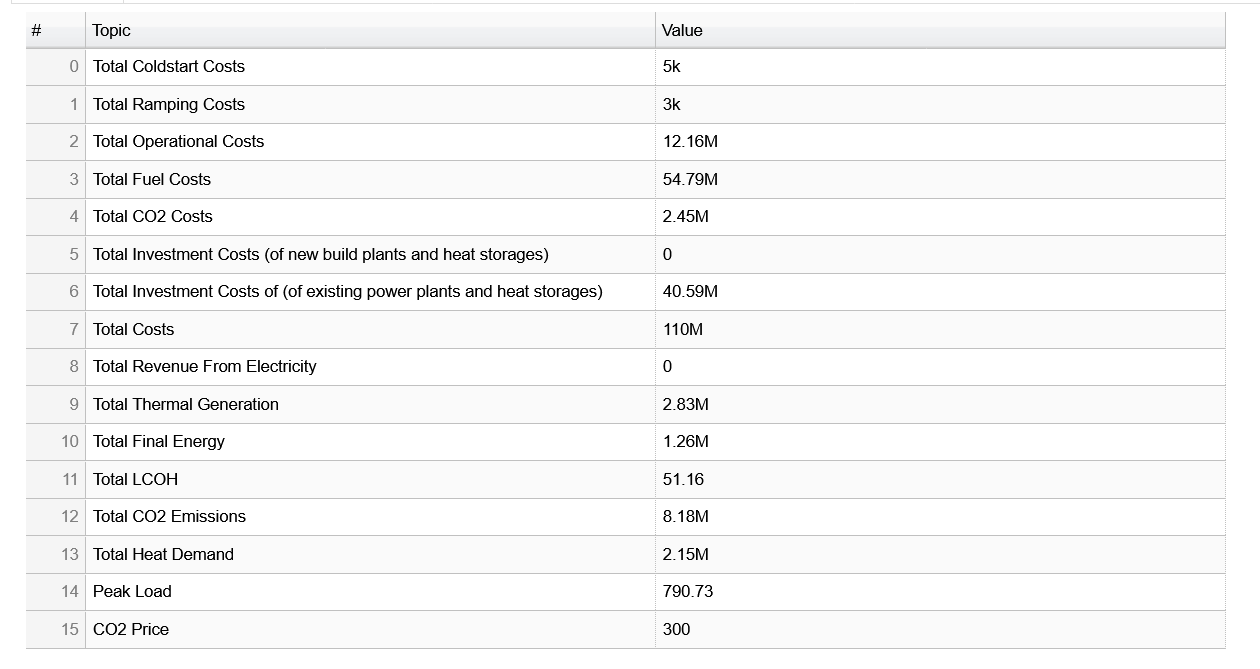 # Topic Value
0 Total Coldstart Costs 5k
1 Total Ramping Costs 3k
2 Total Operational Costs 12.16M
3 Total Fuel Costs 54.79M
4 Total CO2 Costs 2.45M
5 Total Investment Costs (of new build plants and heat storages) 0
6 Total Investment Costs of (of existing power plants and heat storages) 40.59M
7 Total Costs 110M
8 Total Revenue From Electricity 0
9 Total Thermal Generation 2.83M
10 Total Final Energy 1.26M
11 Total LCOH 51.16
12 Total CO2 Emissions 8.18M
13 Total Heat Demand 2.15M
14 Peak Load 790.73
15 CO2 Price 300